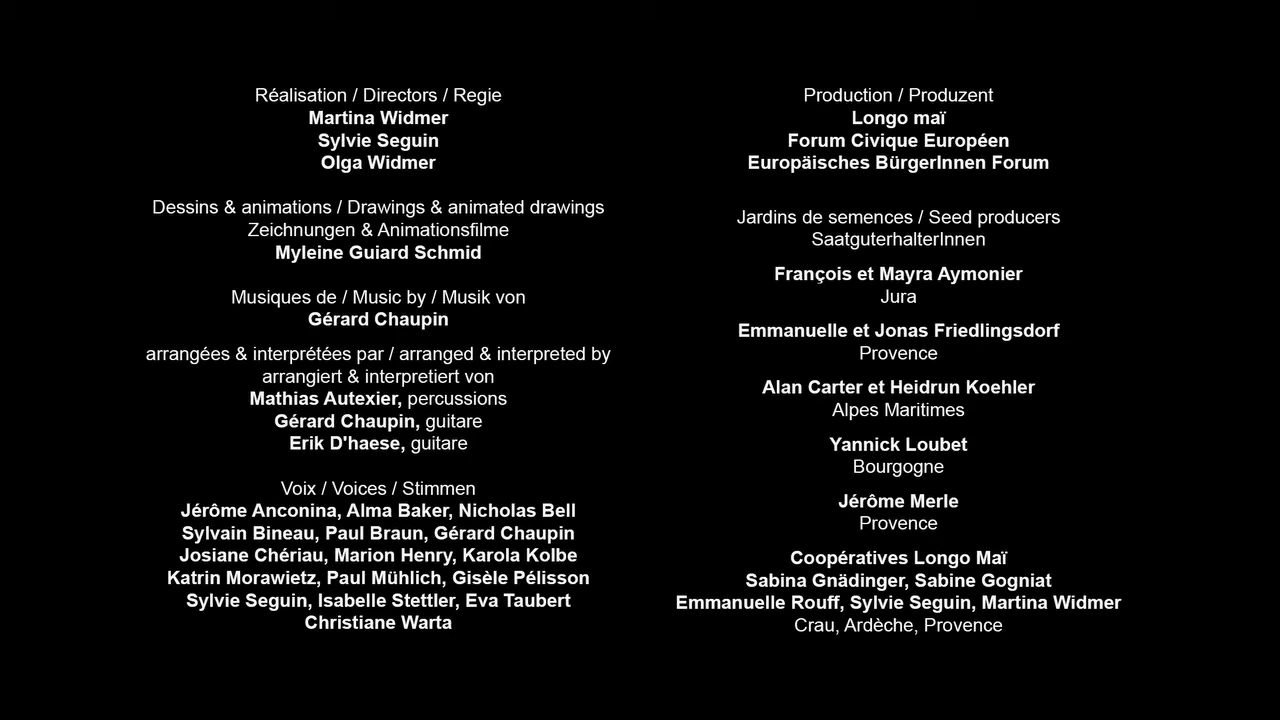 Réalisation / Directors / Regie
Martina Widmer
Sylvie Seguin
Olga Widmer
Dessins & animations / Drawings & animated drawings
Zeichnungen & Animationsfilme
Myleine Guiard Schmid
Musiques de / Music by / Musik von
Gérard Chaupin
arrangées & interprétées par / arranged & interpreted by
arrangiert & interpretiert von
Mathias Autexier, percussions
Gérard Chaupin, guitare
Erik D'haese, guitare
Voix / Voices / Stimmen
Jérôme Anconina, Alma Baker, Nicholas Bell
Sylvain Bineau, Paul Braun, Gérard Chaupin
Josiane Chériau, Marion Henry, Karola Kolbe
Katrin Morawietz, Paul Mühlich, Gisèle Pélisson
Sylvie Seguin, Isabelle Stettler, Eva Taubert
Christiane Warta
Production / Produzent
Longo maï
Forum Civique Européen
Europäisches BürgerInnen Forum
Jardins de semences / Seed producers
SaatguterhalterInnen
François et Mayra Aymonier
Jura
Emmanuelle et Jonas Friedlingsdorf
Provence
Alan Carter et Heidrun Koehler
Alpes Maritimes
Yannick Loubet
Bourgogne
Jérôme Merle
Provence
Coopératives Longo Maï
Sabina Gnädinger, Sabine Gogniat
Emmanuelle Rouff, Sylvie Seguin, Martina Widmer
Crau, Ardèche, Provence